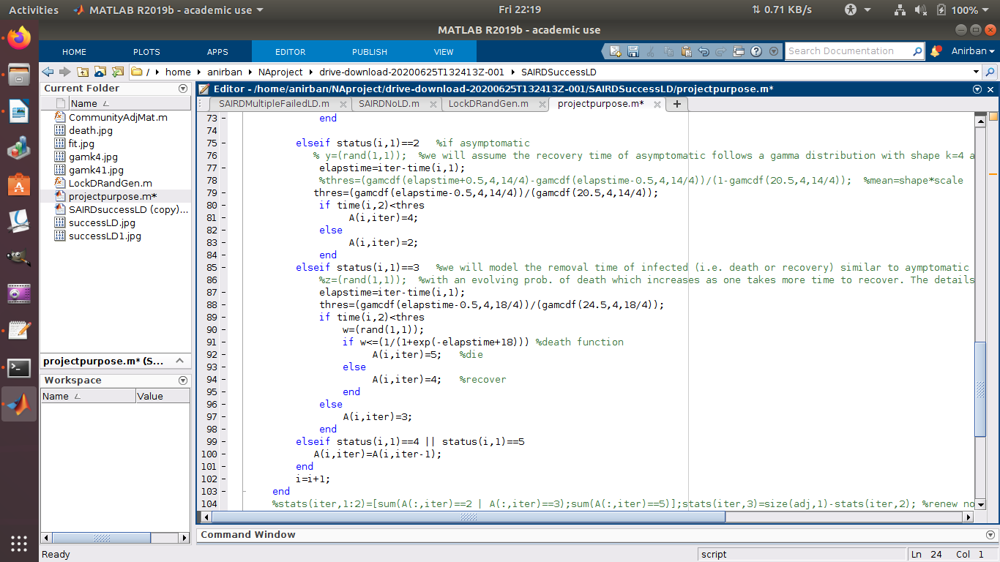 Activities MATLAB R2019b - academic use Fri 22:19 0.71 KB/s 100%
MATLAB R2019b - academic use
HOME PLOTS APPS EDITOR PUBLISH VIEW Search Documentation Anirban
/ home anirban NAproject drive-download-20200625T132413Z-001 SAIRDSuccessLD
Current Folder
Name
CommunityAdjMat.m
death.jpg
fit.jpg
gamk4.jpg
gamk41.jpg
LockDRandGen.m
projectpurpose.m*
SAIRDsuccessLD (copy)...
successLD.jpg
successLD1.jpg
projectpurpose.m* (S...
Workspace
Name Value
Editor - /home/anirban/NAproject/drive-download-20200625T132413Z-001/SAIRDSuccessLD/projectpurpose.m*
SAIRDMultipleFailedLD.m SAIRDNoLD.m LockDRandGen.m projectpurpose.m* +
73 - end
74
75 - elseif status(i,1)==2 %if asymptomatic
76 % y=(rand(1,1)); %we will assume the recovery time of asymptomatic follows a gamma distribution with shape k=4 a
77 - elapstime=iter-time(i,1);
78 %thres=(gamcdf(elapstime+0.5,4,14/4)-gamcdf(elapstime-0.5,4,14/4))/(1-gamcdf(20.5,4,14/4)); %mean=shape*scale
79 - thres=(gamcdf(elapstime-0.5,4,14/4))/(gamcdf(20.5,4,14/4));
80 - if time(i,2)<thres
81 - A(i,iter)=4;
82 - else
83 - A(i,iter)=2;
84 - end
85 - elseif status(i,1)==3 %we will model the removal time of infected (i.e. death or recovery) similar to aymptomatic
86 %z=(rand(1,1)); %with an evolving prob. of death which increases as one takes more time to recover. The details
87 - elapstime=iter-time(i,1);
88 - thres=(gamcdf(elapstime-0.5,4,18/4))/(gamcdf(24.5,4,18/4));
89 - if time(i,2)<thres
90 - w=(rand(1,1));
91 - if w<=(1/(1+exp(-elapstime+18))) %death function
92 - A(i,iter)=5; %die
93 - else
94 - A(i,iter)=4; %recover
95 - end
96 - else
97 - A(i,iter)=3;
98 - end
99 - elseif status(i,1)==4 || status(i,1)==5
100 - A(i,iter)=A(i,iter-1);
101 - end
102 - i=i+1;
103 - end
104 %stats(iter,1:2)=[sum(A(:,iter)==2 | A(:,iter)==3);sum(A(:,iter)==5)];stats(iter,3)=size(adj,1)-stats(iter,2); %renew no
Command Window
Ready script Ln 24 Col 1